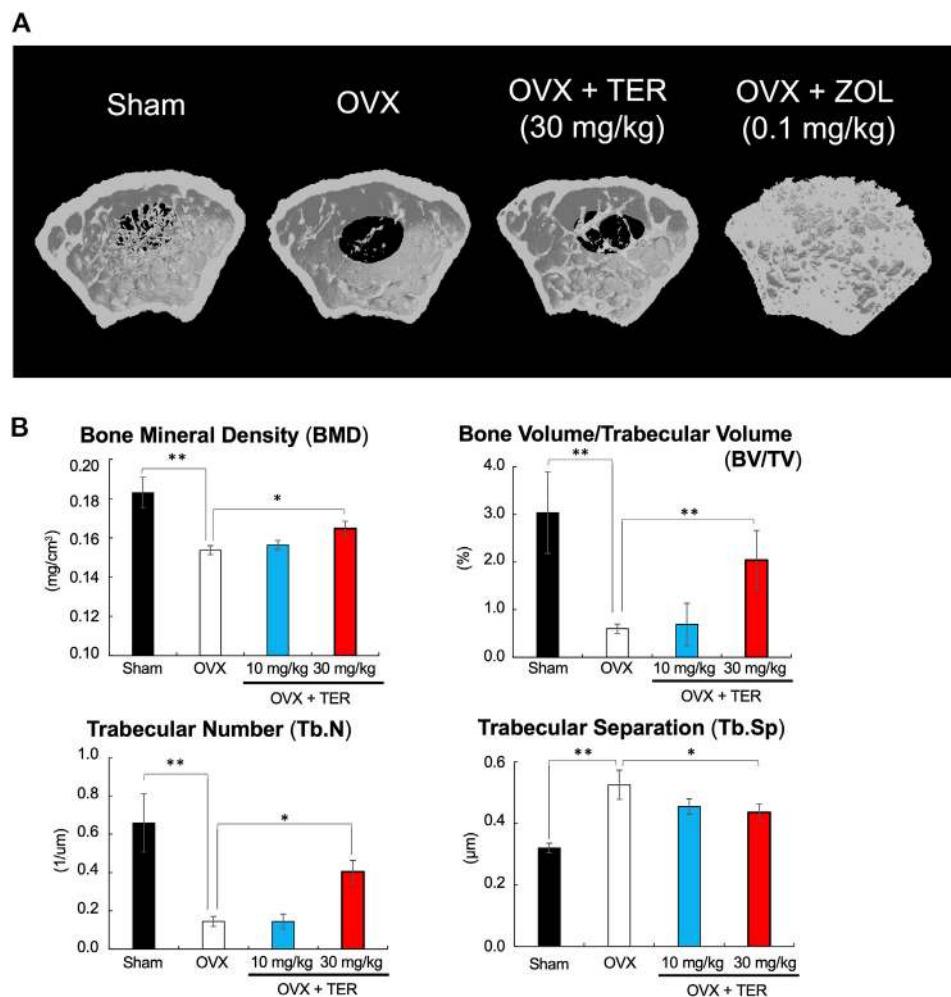 A
Sham
OVX
OVX + TER
(30 mg/kg)
OVX + ZOL
(0.1 mg/kg)
B
Bone Mineral Density (BMD)
0.20
0.18
0.16
0.14
0.12
0.10
(mg/cm³)
**
*
Sham
OVX
10 mg/kg
30 mg/kg
OVX + TER
Bone Volume/Trabecular Volume
(BV/TV)
4.0
3.0
2.0
1.0
0.0
(%)
**
**
Sham
OVX
10 mg/kg
30 mg/kg
OVX + TER
Trabecular Number (Tb.N)
1.0
0.8
0.6
0.4
0.2
0.0
(1/um)
**
*
Sham
OVX
10 mg/kg
30 mg/kg
OVX + TER
Trabecular Separation (Tb.Sp)
0.6
0.4
0.2
0.0
(μm)
**
*
Sham
OVX
10 mg/kg
30 mg/kg
OVX + TER